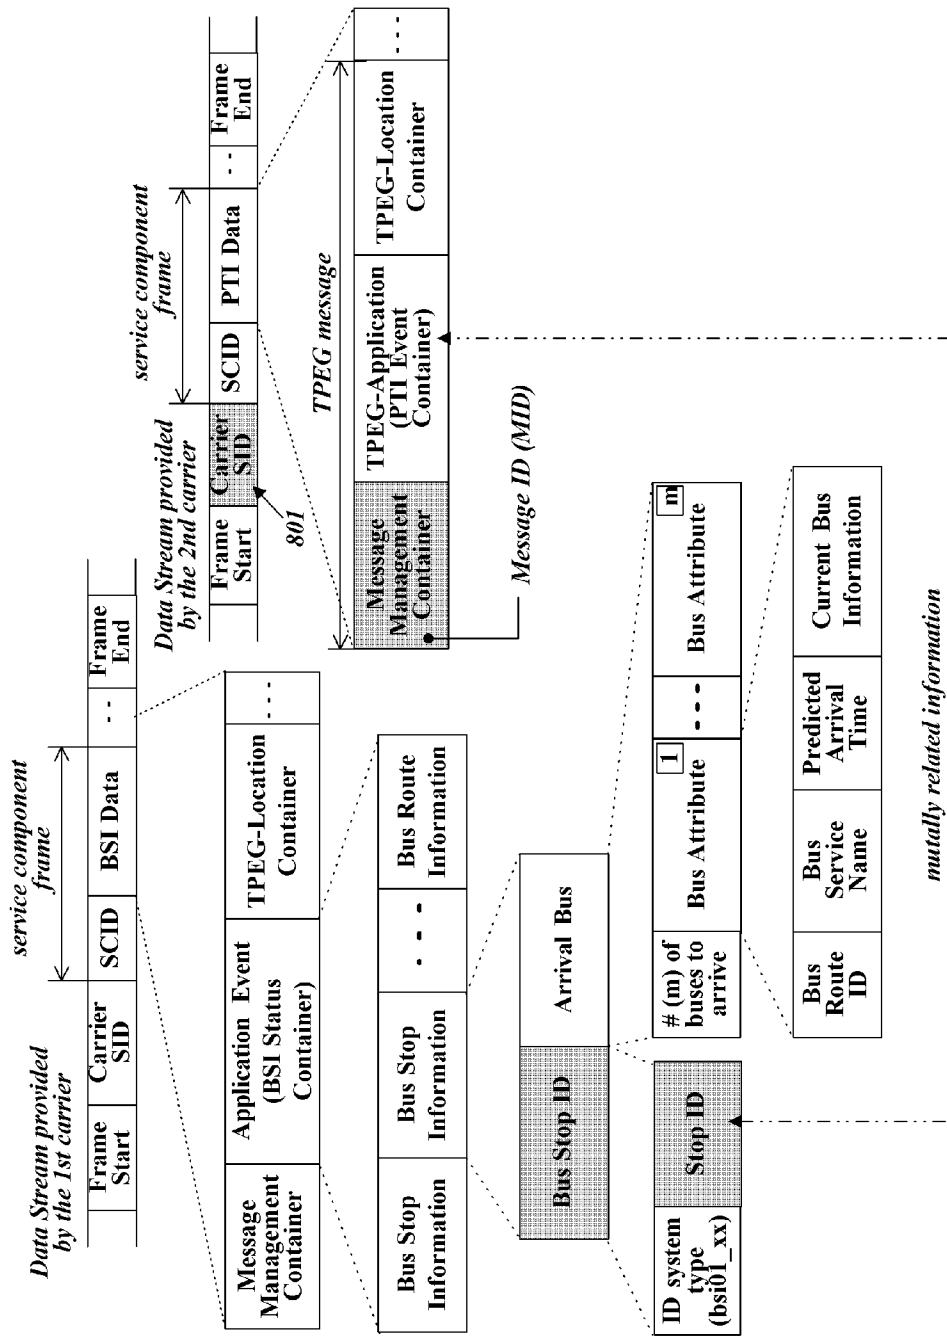 Data Stream provided
by the 1st carrier
service component
frame
Frame
Start
Carrier
SID
SCID
BSI Data
- -
Frame
End
Message
Management
Container
Application Event
(BSI Status
Container)
TPEG-Location
Container
- - -
Bus Stop
Information
Bus Stop
Information
- - -
Bus Route
Information
Bus Stop ID
Arrival Bus
ID system
type
(bsi01_xx)
Stop ID
# (m) of
buses to
arrive
Bus Attribute
1
- - -
Bus Attribute
m
Bus
Route
ID
Bus
Service
Name
Predicted
Arrival
Time
Current Bus
Information
Data Stream provided
by the 2nd carrier
service component
frame
Frame
Start
Carrier
SID
SCID
PTI Data
- -
Frame
End
801
TPEG message
Message
Management
Container
TPEG-Application
(PTI Event
Container)
TPEG-Location
Container
- - -
Message ID (MID)
mutally related information